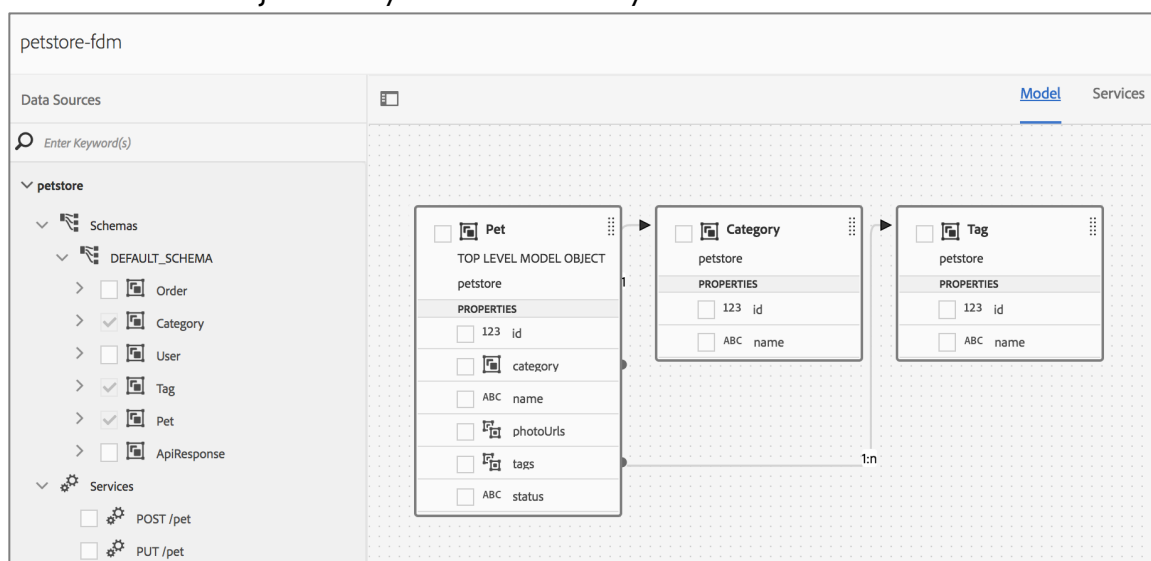 petstore-fdm
Data Sources
Model Services
Enter Keyword(s)
petstore
Schemas
DEFAULT_SCHEMA
Order
Category
User
Tag
Pet
ApiResponse
Services
POST /pet
PUT /pet
Pet
TOP LEVEL MODEL OBJECT
petstore
PROPERTIES
123 id
category
ABC name
photoUrls
tags
ABC status
1
Category
petstore
PROPERTIES
123 id
ABC name
Tag
petstore
PROPERTIES
123 id
ABC name
1:n